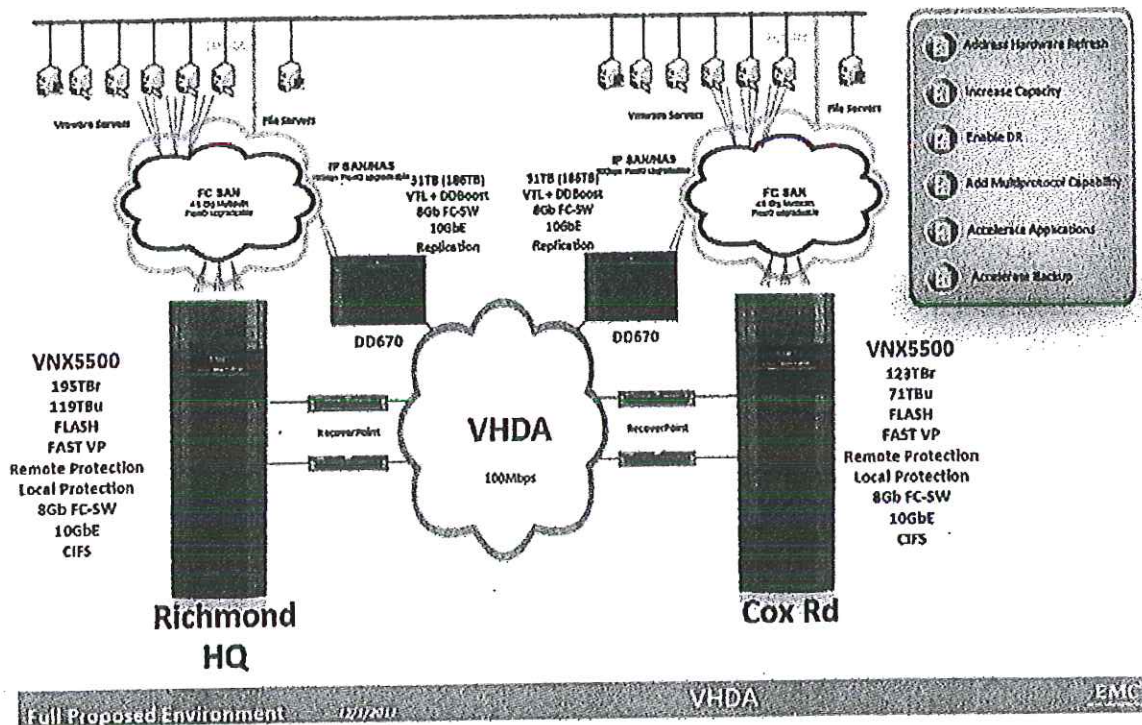 Vmware Servers
File Servers
FC SAN
IP SAN/NAS
31TB (186TB)
VTL + DDBoost
8Gb FC-SW
10GbE
Replication
DD670
VNX5500
195TBr
119TBu
FLASH
FAST VP
Remote Protection
Local Protection
8Gb FC-SW
10GbE
CIFS
RecoverPoint
Richmond
HQ
VHDA
100Mbps
Vmware Servers
File Servers
IP SAN/NAS
31TB (186TB)
VTL + DDBoost
8Gb FC-SW
10GbE
Replication
FC SAN
DD670
RecoverPoint
VNX5500
123TBr
71TBu
FLASH
FAST VP
Remote Protection
Local Protection
8Gb FC-SW
10GbE
CIFS
Cox Rd
Address Hardware Refresh
Increase Capacity
Enable DR
Add Multiprotocol Capability
Accelerate Applications
Accelerate Backup
Full Proposed Environment
VHDA
EMC